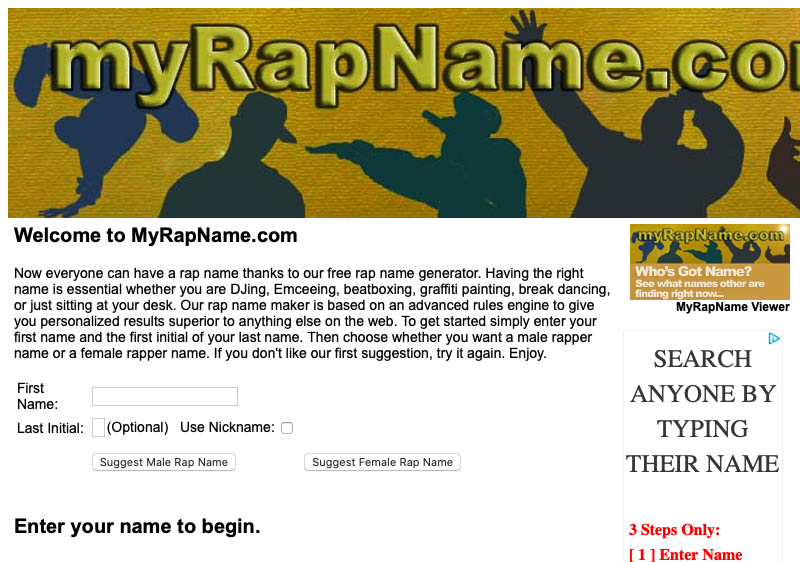 myRapName.co
Welcome to MyRapName.com
Now everyone can have a rap name thanks to our free rap name generator. Having the right
name is essential whether you are DJing, Emceeing, beatboxing, graffiti painting, break dancing,
or just sitting at your desk. Our rap name maker is based on an advanced rules engine to give
you personalized results superior to anything else on the web. To get started simply enter your
first name and the first initial of your last name. Then choose whether you want a male rapper
name or a female rapper name. If you don't like our first suggestion, try it again. Enjoy.
First
Name:
Last Initial: (Optional) Use Nickname:
Suggest Male Rap Name Suggest Female Rap Name
Enter your name to begin.
myRapName.com
Who's Got Name?
See what names other are
finding right now...
MyRapName Viewer
SEARCH
ANYONE BY
TYPING
THEIR NAME
3 Steps Only:
[ 1 ] Enter Name